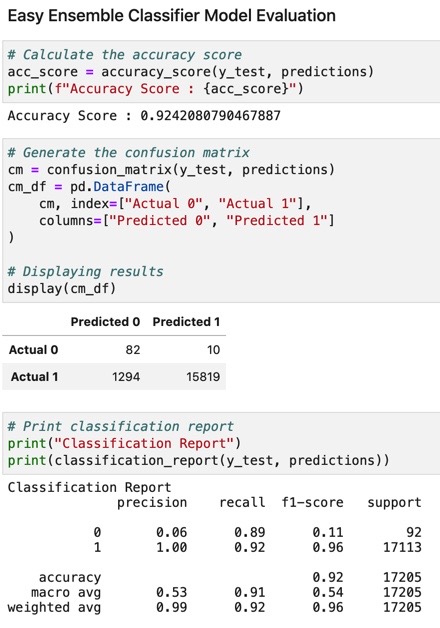 Easy Ensemble Classifier Model Evaluation
# Calculate the accuracy score
acc_score = accuracy_score(y_test, predictions)
print(f"Accuracy Score : {acc_score}")
Accuracy Score : 0.9242080790467887
# Generate the confusion matrix
cm = confusion_matrix(y_test, predictions)
cm_df = pd.DataFrame(
    cm, index=["Actual 0", "Actual 1"],
    columns=["Predicted 0", "Predicted 1"]
)
# Displaying results
display(cm_df)
Predicted 0 Predicted 1
Actual 0 82 10
Actual 1 1294 15819
# Print classification report
print("Classification Report")
print(classification_report(y_test, predictions))
Classification Report
precision recall f1-score support
0 0.06 0.89 0.11 92
1 1.00 0.92 0.96 17113
accuracy 0.92 17205
macro avg 0.53 0.91 0.54 17205
weighted avg 0.99 0.92 0.96 17205